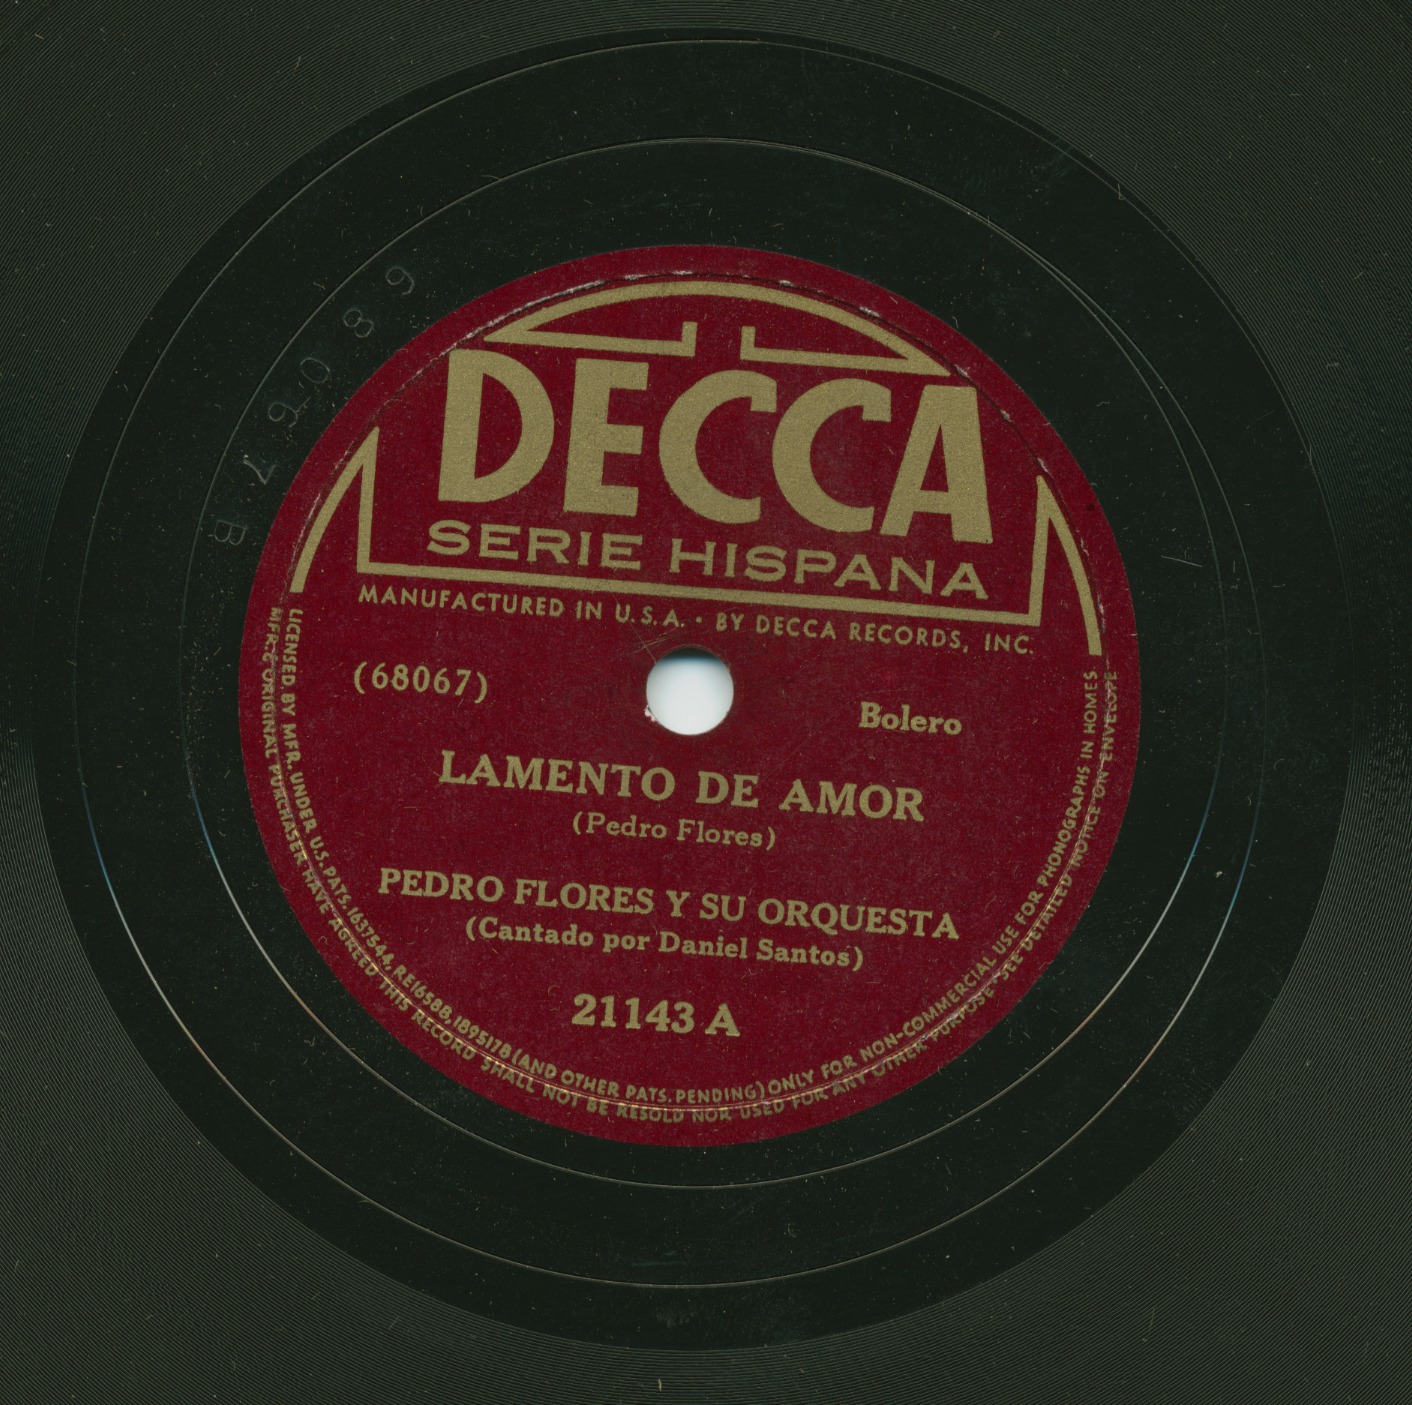 DECCA
SERIE HISPANA
MANUFACTURED IN U.S.A. • BY DECCA RECORDS, INC.
(68067)
Bolero
LAMENTO DE AMOR
(Pedro Flores)
PEDRO FLORES Y SU ORQUESTA
(Cantado por Daniel Santos)
21143 A
LICENSED BY MFR. UNDER U.S. PATS. 1637544, RE16588, 1895178 (AND OTHER PATS. PENDING) ONLY FOR NON-COMMERCIAL USE FOR PHONOGRAPHS IN HOMES
MFR. & ORIGINAL PURCHASER HAVE AGREED THIS RECORD SHALL NOT BE RESOLD NOR USED FOR ANY OTHER PURPOSE • SEE DETAILED NOTICE ON ENVELOPE